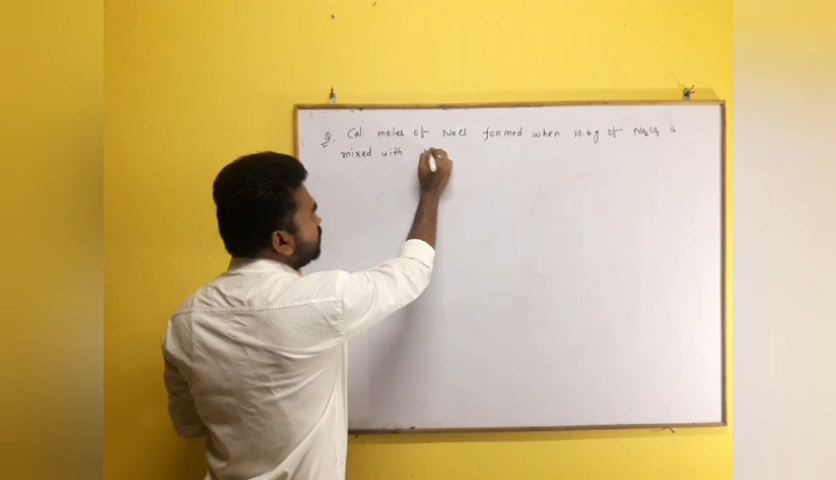 Q. Cal. moles of NaCl formed when 10.6g of Na₂CO₃ is
mixed with